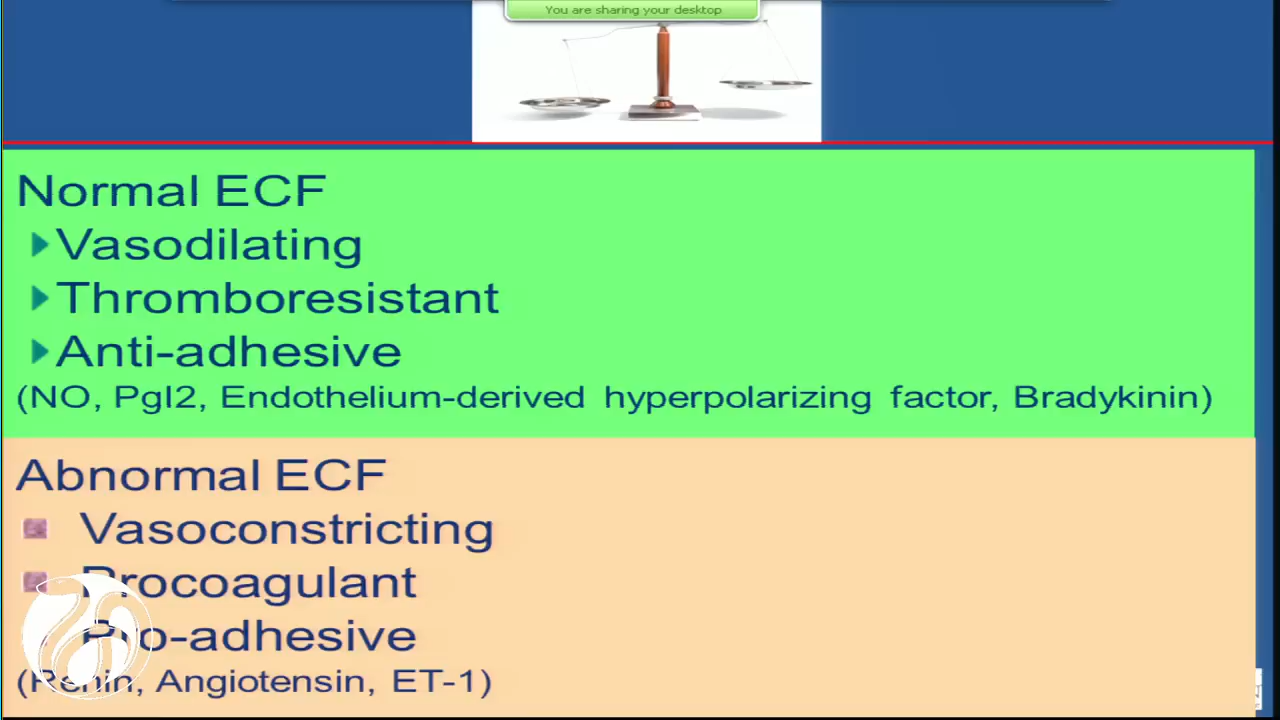 You are sharing your desktop
Normal ECF
Vasodilating
Thromboresistant
Anti-adhesive
(NO, PgI2, Endothelium-derived hyperpolarizing factor, Bradykinin)
Abnormal ECF
Vasoconstricting
Procoagulant
Pro-adhesive
(Renin, Angiotensin, ET-1)